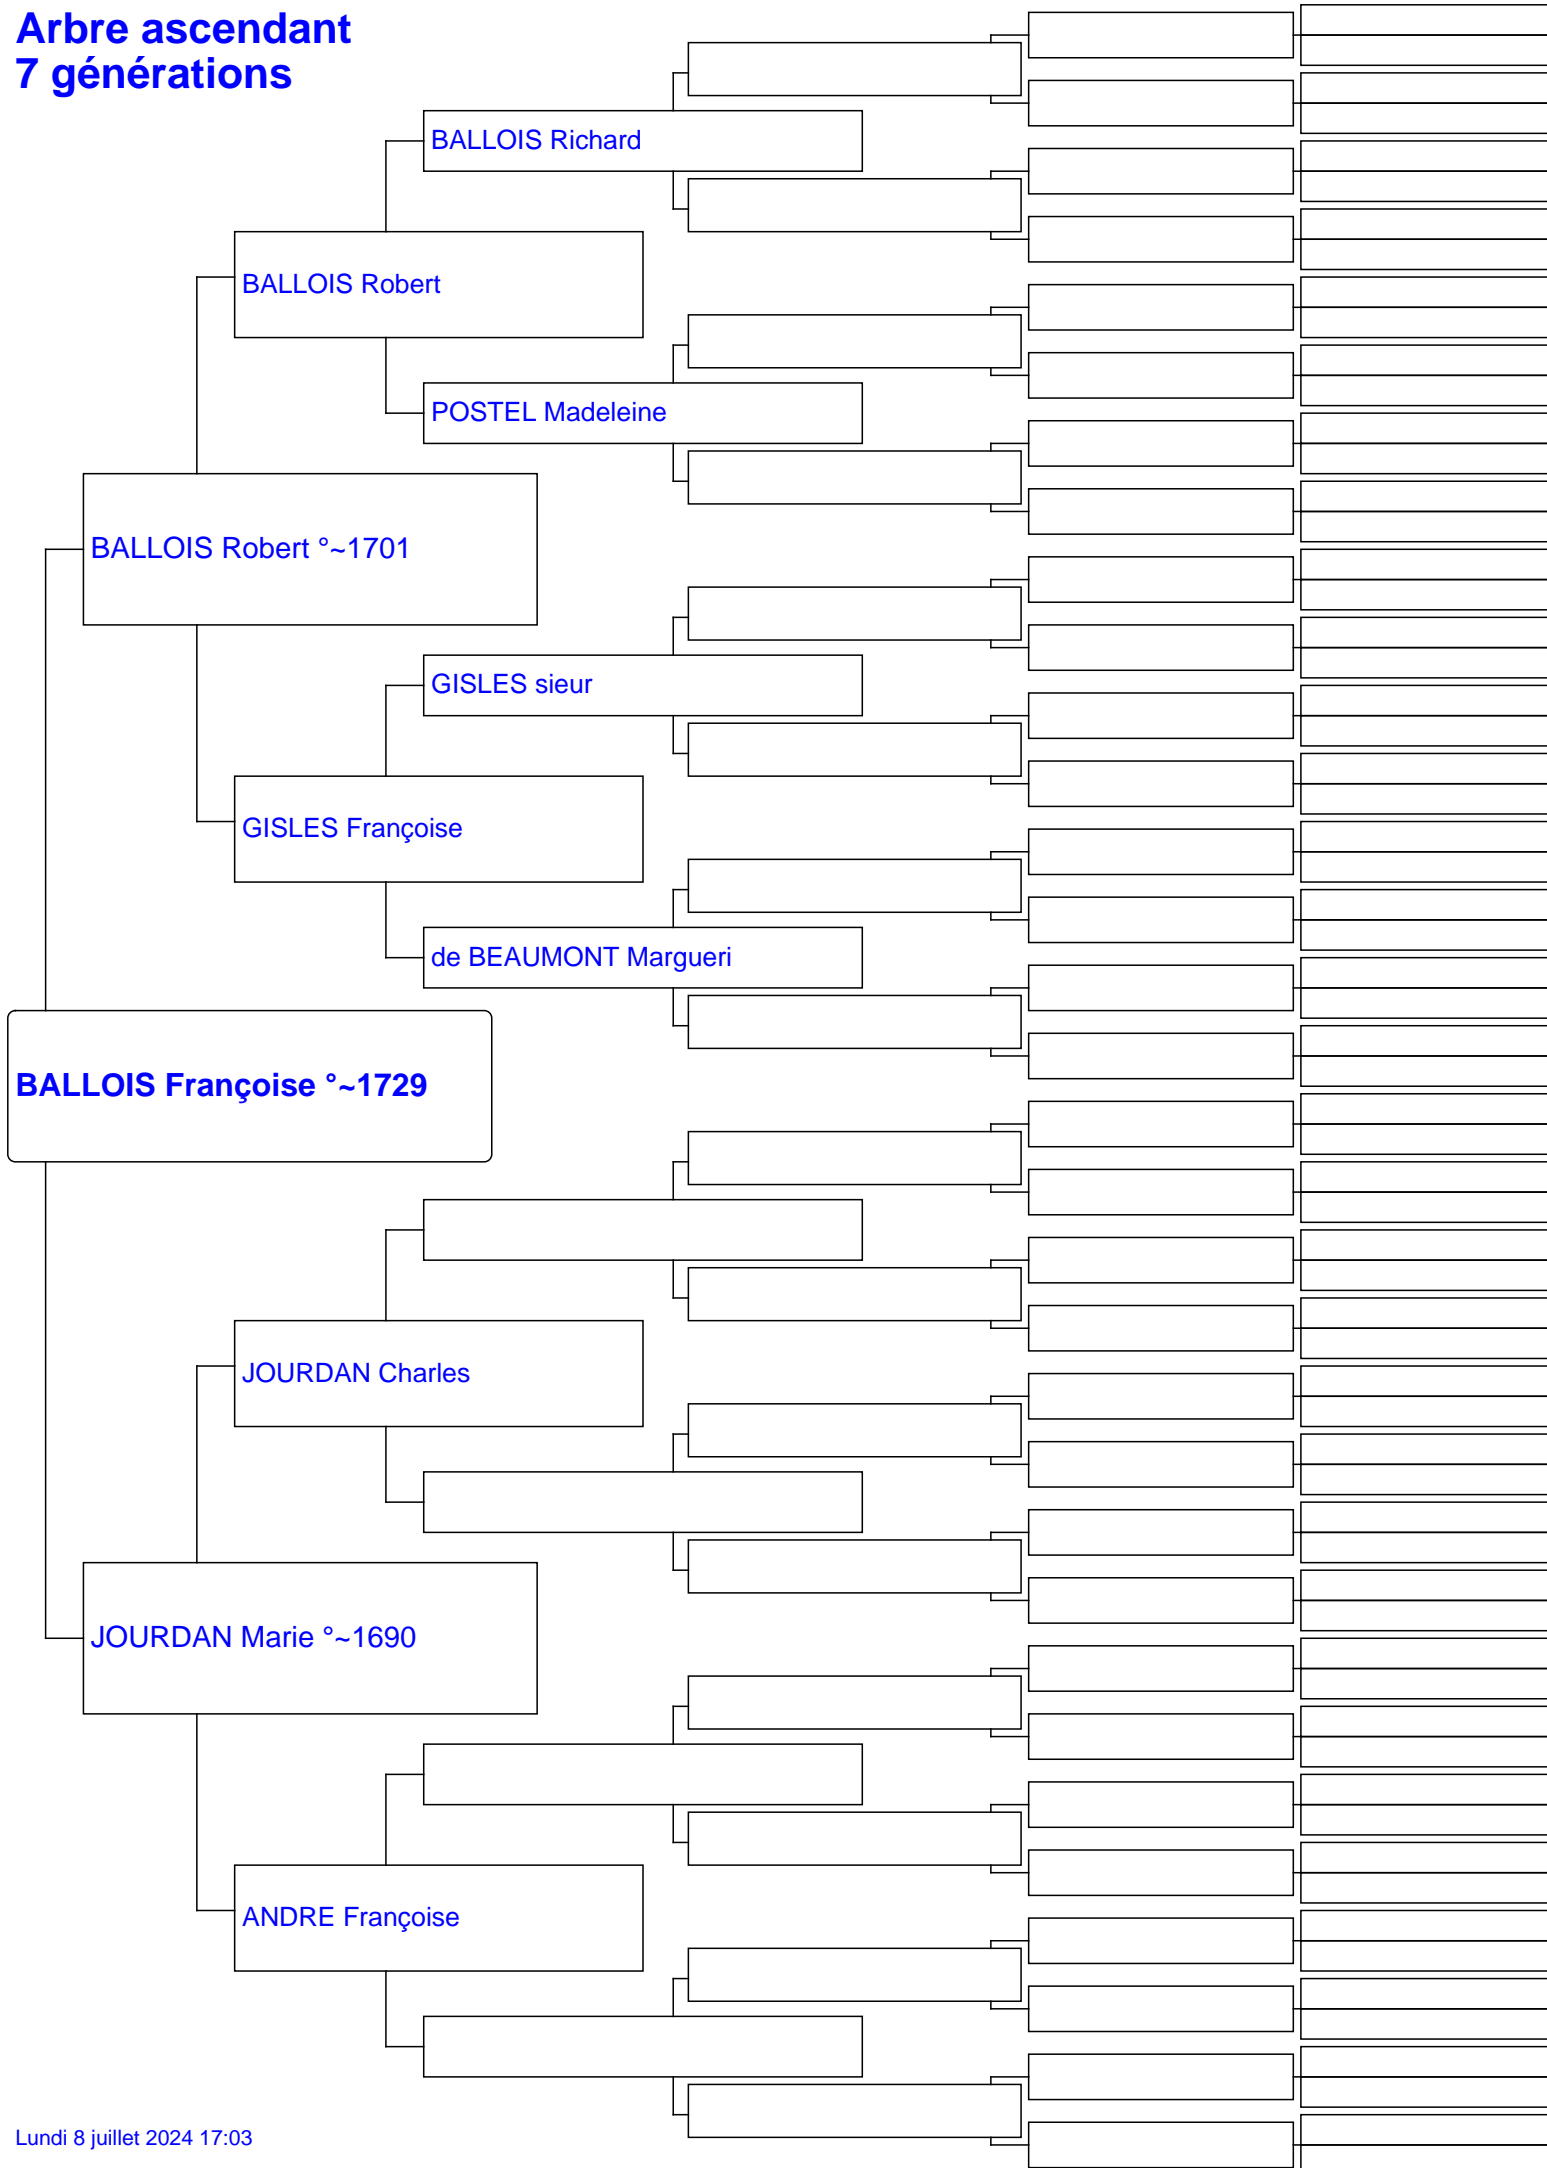 Arbre ascendant
7 générations
BALLOIS Richard
BALLOIS Robert
POSTEL Madeleine
BALLOIS Robert °~1701
GISLES sieur
GISLES Françoise
de BEAUMONT Margueri
BALLOIS Françoise °~1729
JOURDAN Charles
JOURDAN Marie °~1690
ANDRE Françoise
Lundi 8 juillet 2024 17:03